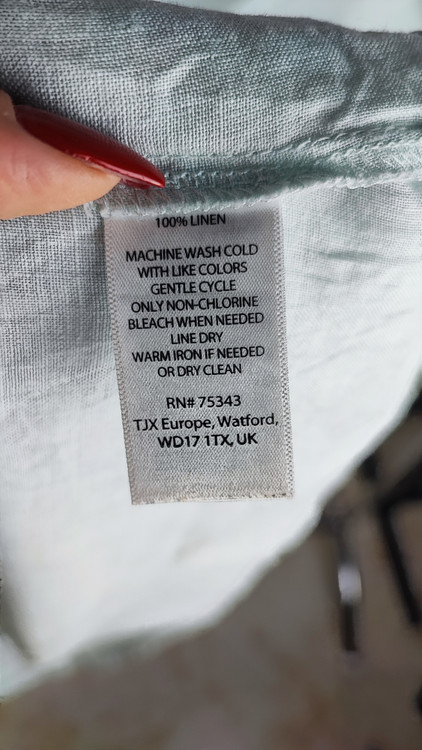 100% LINEN
MACHINE WASH COLD
WITH LIKE COLORS
GENTLE CYCLE
ONLY NON-CHLORINE
BLEACH WHEN NEEDED
LINE DRY
WARM IRON IF NEEDED
OR DRY CLEAN
RN# 75343
TJX Europe, Watford,
WD17 1TX, UK